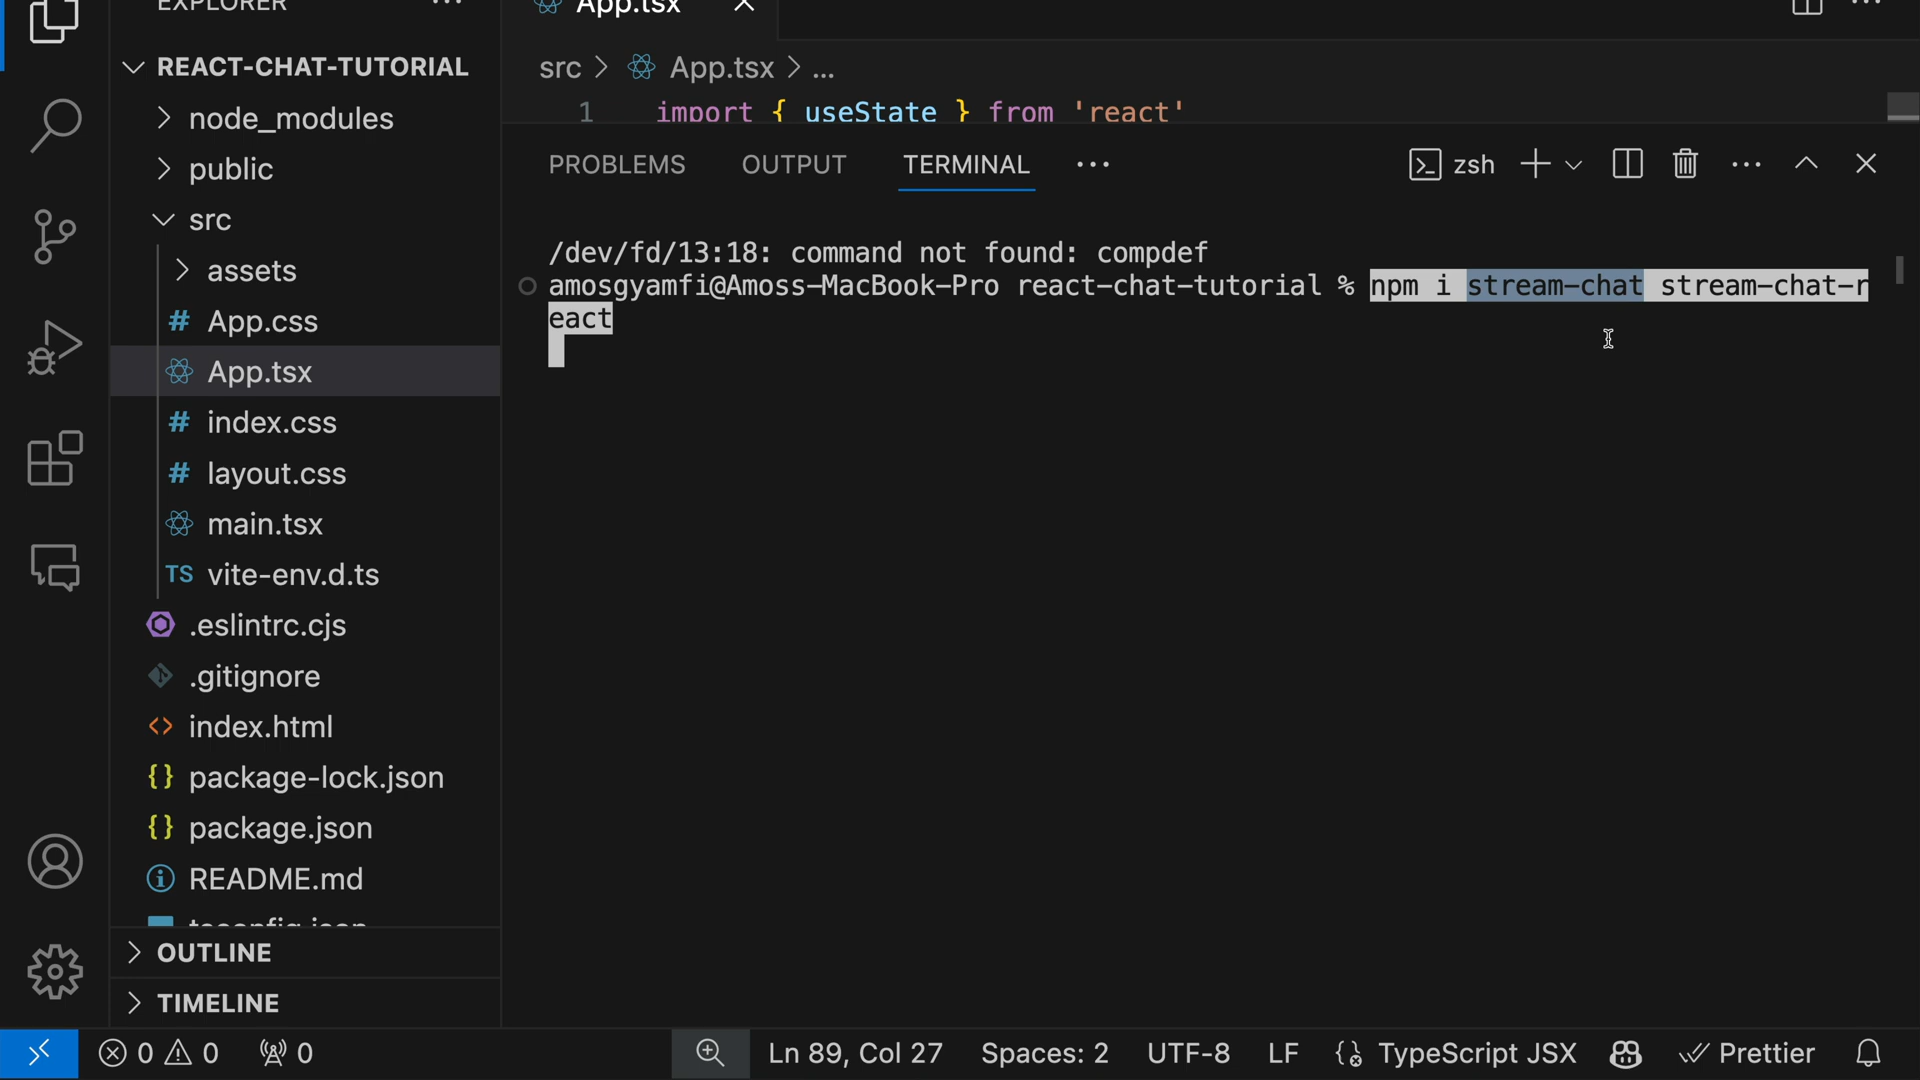 EXPLORER
REACT-CHAT-TUTORIAL
node_modules
public
src
assets
# App.css
App.tsx
# index.css
# layout.css
main.tsx
TS vite-env.d.ts
.eslintrc.cjs
.gitignore
<> index.html
{} package-lock.json
{} package.json
README.md
tsconfig.json
OUTLINE
TIMELINE
App.tsx
src > App.tsx > ...
1 import { useState } from 'react'
PROBLEMS OUTPUT TERMINAL ... zsh
/dev/fd/13:18: command not found: compdef
amosgyamfi@Amoss-MacBook-Pro react-chat-tutorial % npm i stream-chat stream-chat-r
eact
0 0 0 Ln 89, Col 27 Spaces: 2 UTF-8 LF TypeScript JSX Prettier